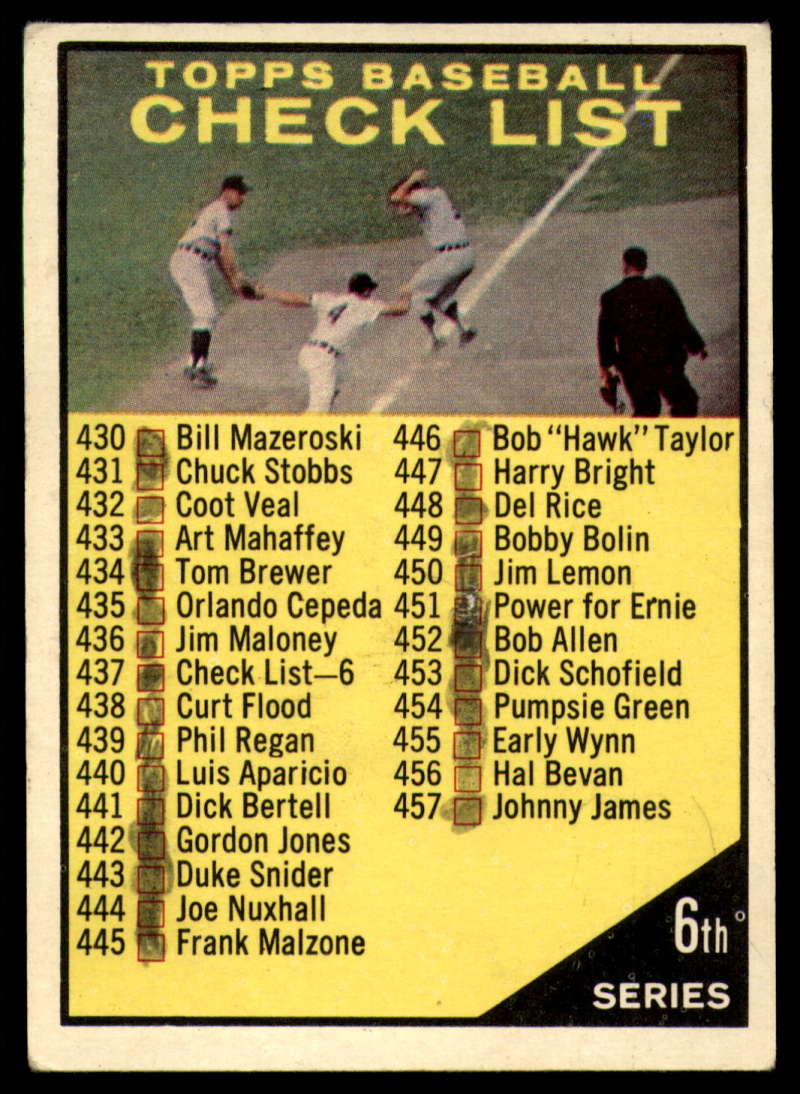 TOPPS BASEBALL
CHECK LIST
4
430 Bill Mazeroski
431 Chuck Stobbs
432 Coot Veal
433 Art Mahaffey
434 Tom Brewer
435 Orlando Cepeda
436 Jim Maloney
437 Check List—6
438 Curt Flood
439 Phil Regan
440 Luis Aparicio
441 Dick Bertell
442 Gordon Jones
443 Duke Snider
444 Joe Nuxhall
445 Frank Malzone
446 Bob "Hawk" Taylor
447 Harry Bright
448 Del Rice
449 Bobby Bolin
450 Jim Lemon
451 Power for Ernie
452 Bob Allen
453 Dick Schofield
454 Pumpsie Green
455 Early Wynn
456 Hal Bevan
457 Johnny James
6th
SERIES